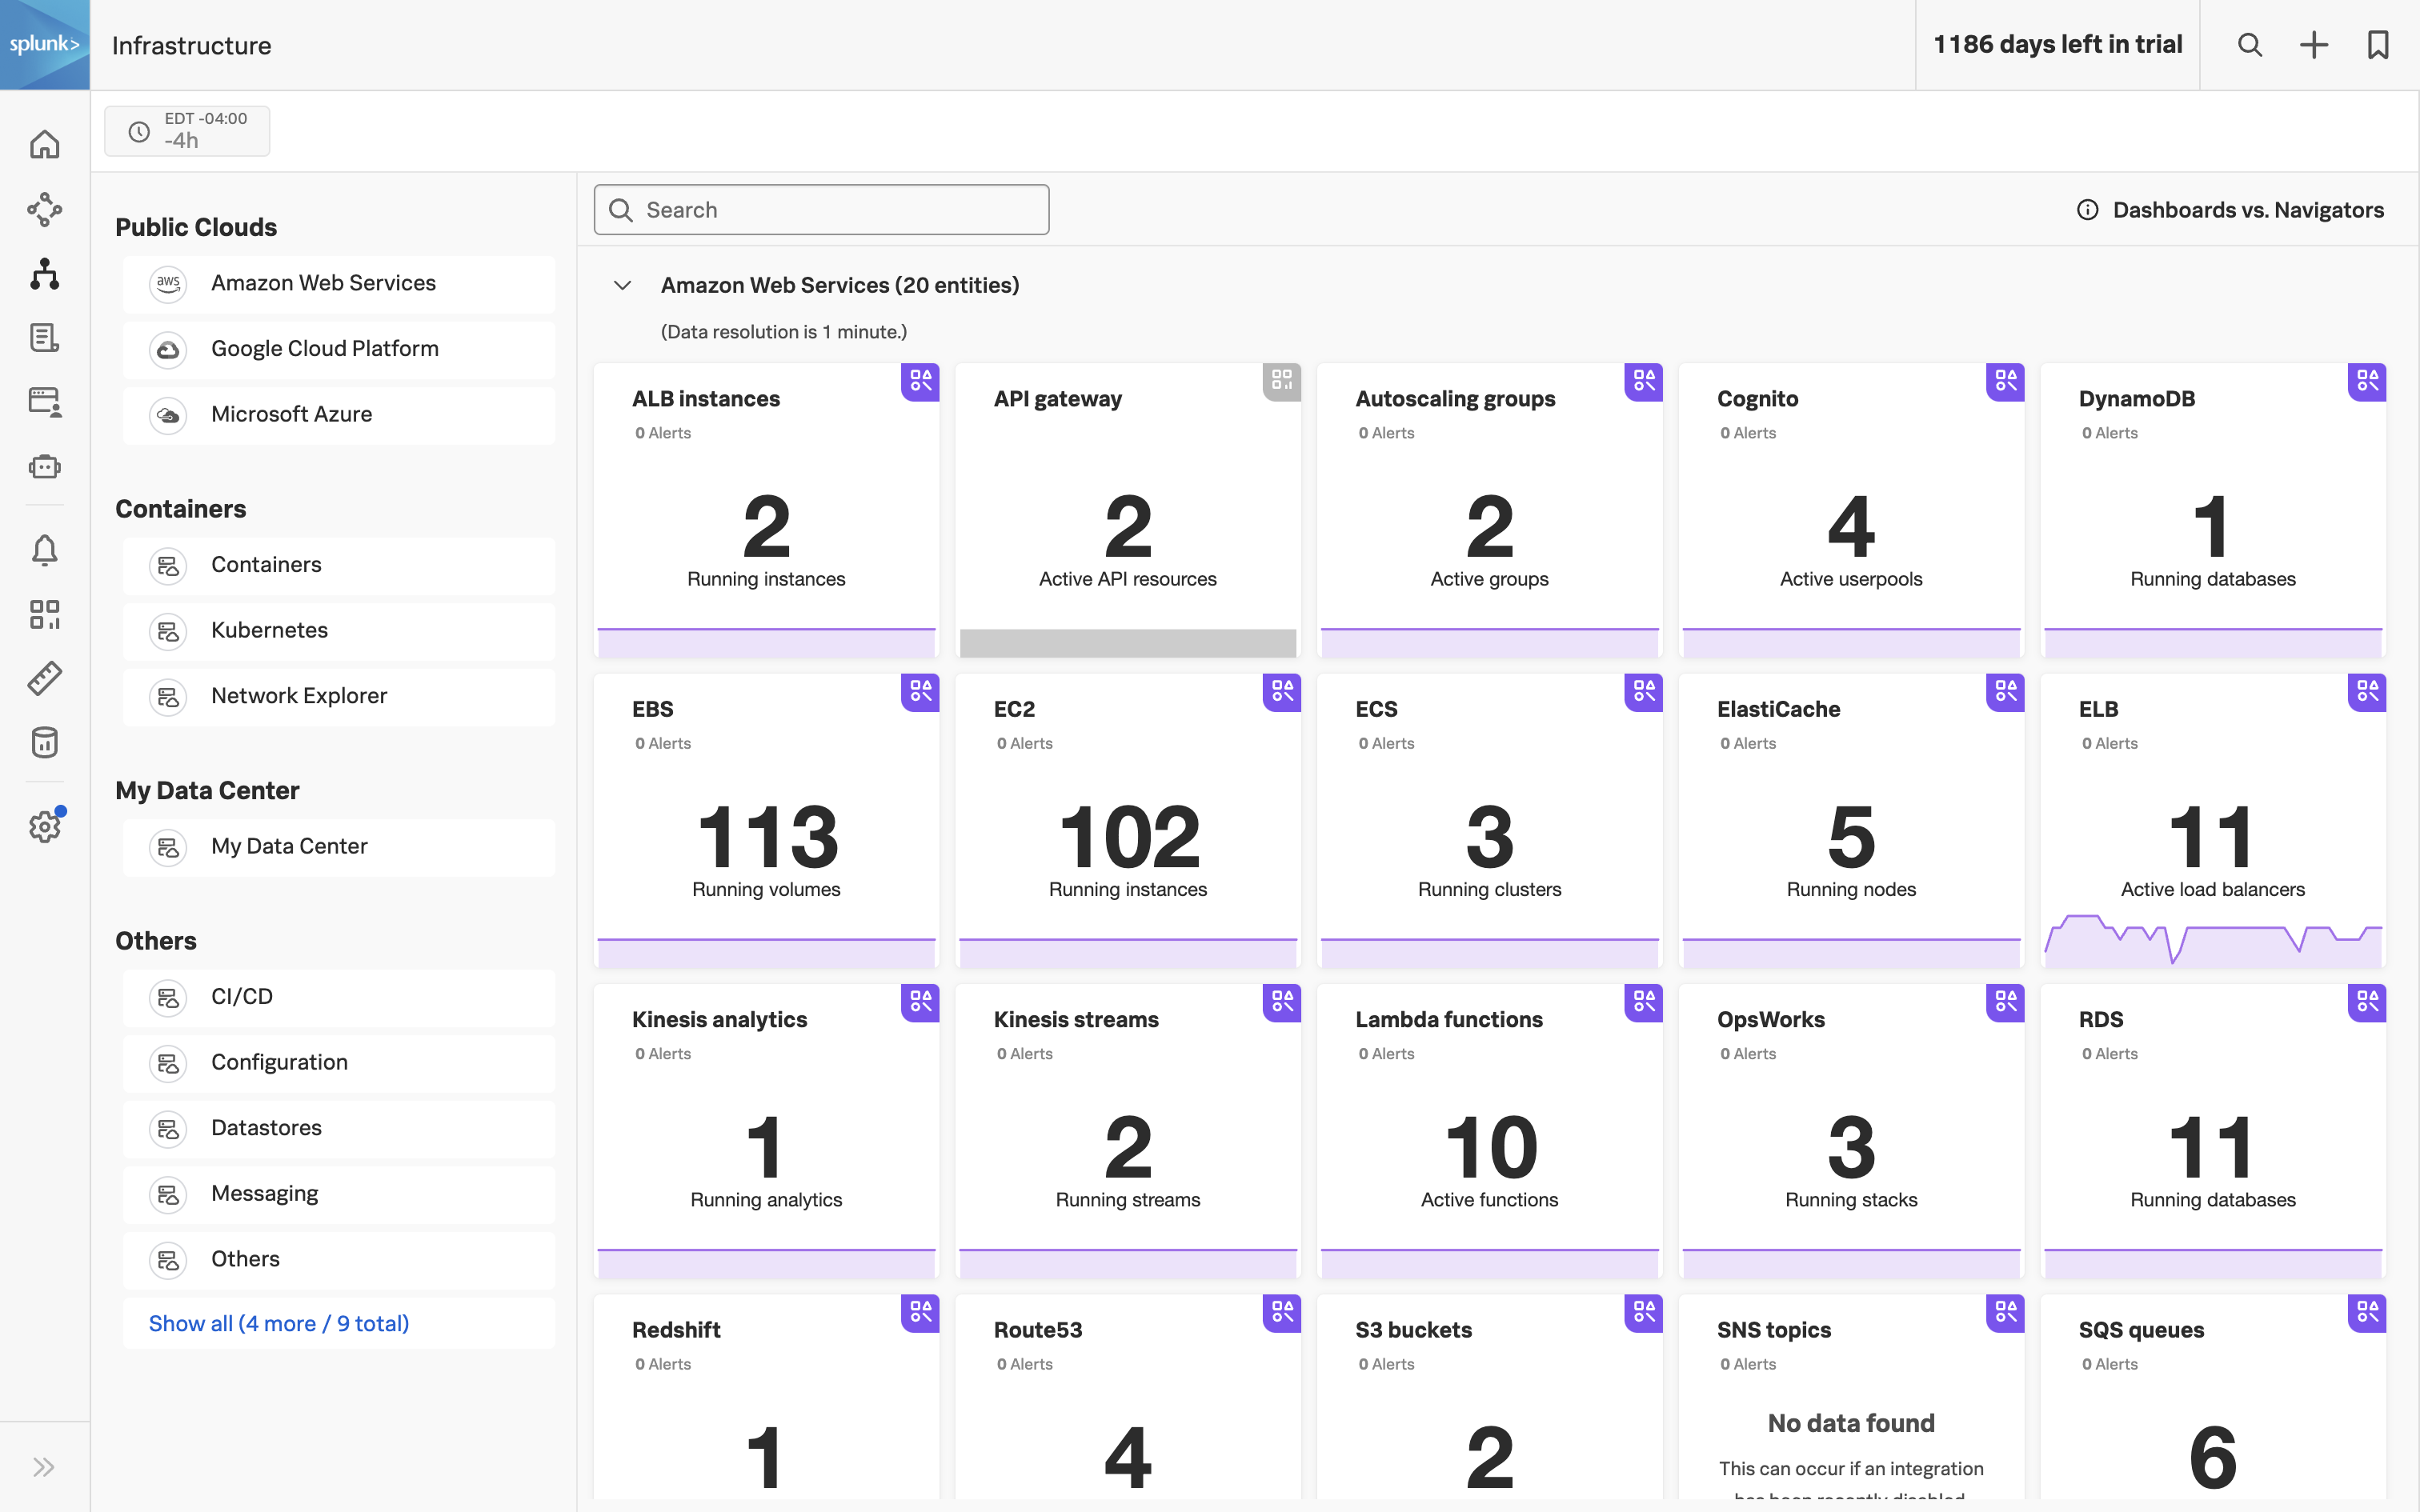 splunk>
Infrastructure
1186 days left in trial
EDT -04:00
-4h
Public Clouds
aws
Amazon Web Services
Google Cloud Platform
Microsoft Azure
Containers
Containers
Kubernetes
Network Explorer
My Data Center
My Data Center
Others
CI/CD
Configuration
Datastores
Messaging
Others
Show all (4 more / 9 total)
Search
Dashboards vs. Navigators
Amazon Web Services (20 entities)
(Data resolution is 1 minute.)
ALB instances
0 Alerts
2
Running instances
API gateway
2
Active API resources
Autoscaling groups
0 Alerts
2
Active groups
Cognito
0 Alerts
4
Active userpools
DynamoDB
0 Alerts
1
Running databases
EBS
0 Alerts
113
Running volumes
EC2
0 Alerts
102
Running instances
ECS
0 Alerts
3
Running clusters
ElastiCache
0 Alerts
5
Running nodes
ELB
0 Alerts
11
Active load balancers
Kinesis analytics
0 Alerts
1
Running analytics
Kinesis streams
0 Alerts
2
Running streams
Lambda functions
0 Alerts
10
Active functions
OpsWorks
0 Alerts
3
Running stacks
RDS
0 Alerts
11
Running databases
Redshift
0 Alerts
1
Route53
0 Alerts
4
S3 buckets
0 Alerts
2
SNS topics
0 Alerts
No data found
This can occur if an integration
has been recently disabled
SQS queues
0 Alerts
6